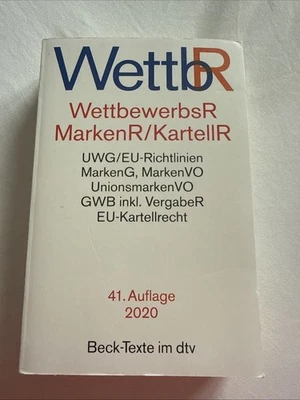 WettbR
WettbewerbsR
MarkenR/KartellR
UWG/EU-Richtlinien
MarkenG, MarkenVO
UnionsmarkenVO
GWB inkl. VergabeR
EU-Kartellrecht
41. Auflage
2020
Beck-Texte im dtv